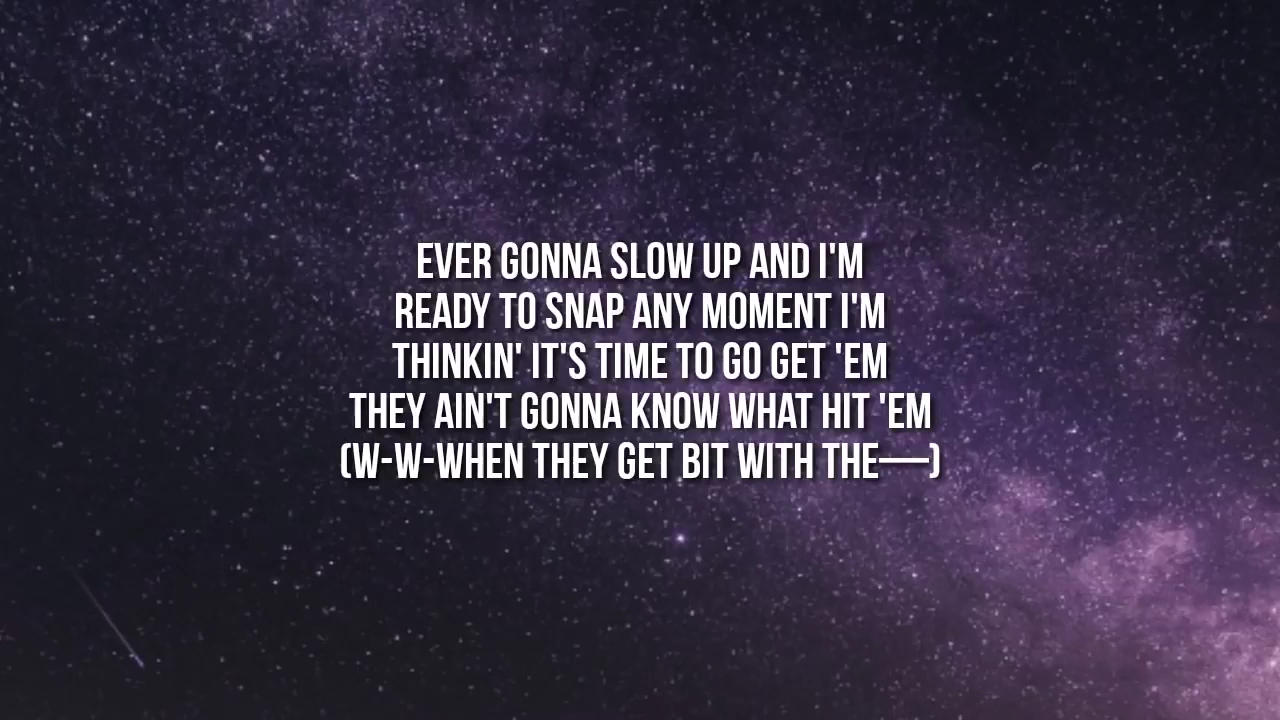 EVER GONNA SLOW UP AND I'M
READY TO SNAP ANY MOMENT I'M
THINKIN' IT'S TIME TO GO GET 'EM
THEY AIN'T GONNA KNOW WHAT HIT 'EM
(W-W-WHEN THEY GET BIT WITH THE——)